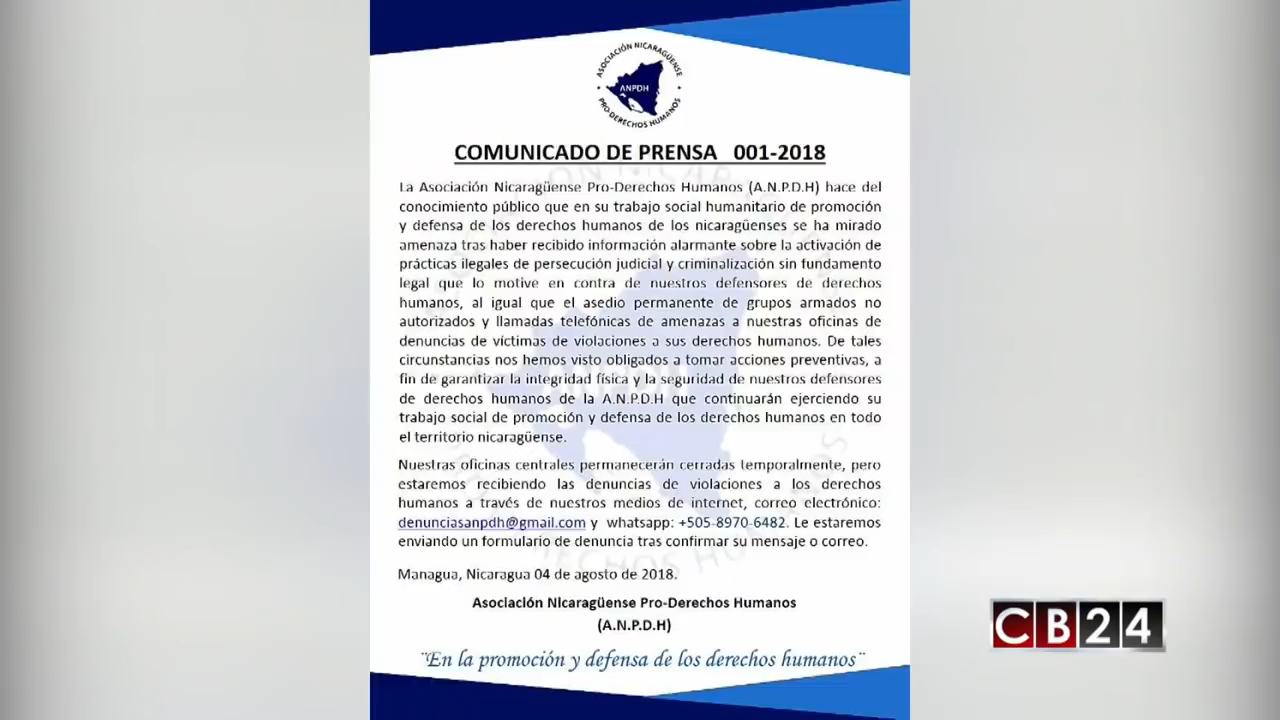 ASOCIACIÓN NICARAGÜENSE
ANPDH
PRO-DERECHOS HUMANOS
COMUNICADO DE PRENSA 001-2018
La Asociación Nicaragüense Pro-Derechos Humanos (A.N.P.D.H) hace del
conocimiento público que en su trabajo social humanitario de promoción
y defensa de los derechos humanos de los nicaragüenses se ha mirado
amenaza tras haber recibido información alarmante sobre la activación de
prácticas ilegales de persecución judicial y criminalización sin fundamento
legal que lo motive en contra de nuestros defensores de derechos
humanos, al igual que el asedio permanente de grupos armados no
autorizados y llamadas telefónicas de amenazas a nuestras oficinas de
denuncias de víctimas de violaciones a sus derechos humanos. De tales
circunstancias nos hemos visto obligados a tomar acciones preventivas, a
fin de garantizar la integridad física y la seguridad de nuestros defensores
de derechos humanos de la A.N.P.D.H que continuarán ejerciendo su
trabajo social de promoción y defensa de los derechos humanos en todo
el territorio nicaragüense.
Nuestras oficinas centrales permanecerán cerradas temporalmente, pero
estaremos recibiendo las denuncias de violaciones a los derechos
humanos a través de nuestros medios de internet, correo electrónico:
denunciasanpdh@gmail.com y whatsapp: +505-8970-6482. Le estaremos
enviando un formulario de denuncia tras confirmar su mensaje o correo.
Managua, Nicaragua 04 de agosto de 2018.
Asociación Nicaragüense Pro-Derechos Humanos
(A.N.P.D.H)
¨En la promoción y defensa de los derechos humanos¨
CB24